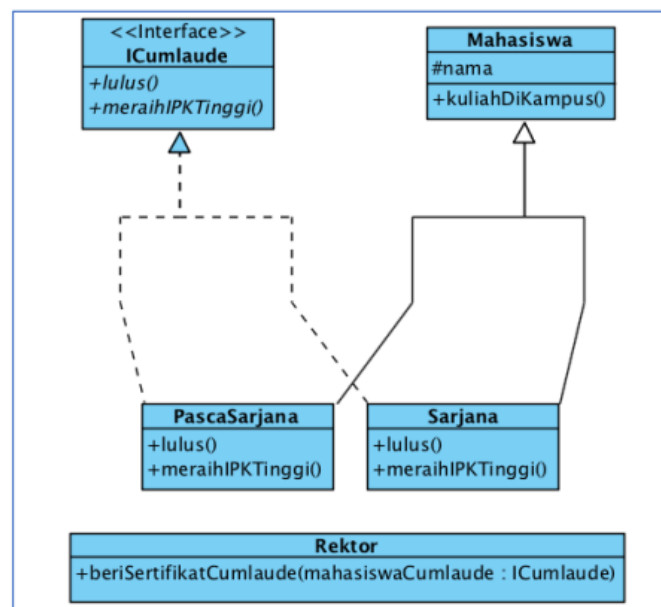 <<Interface>>
ICumlaude
+lulus()
+meraihIPKTinggi()
Mahasiswa
#nama
+kuliahDiKampus()
PascaSarjana
+lulus()
+meraihIPKTinggi()
Sarjana
+lulus()
+meraihIPKTinggi()
Rektor
+beriSertifikatCumlaude(mahasiswaCumlaude : ICumlaude)